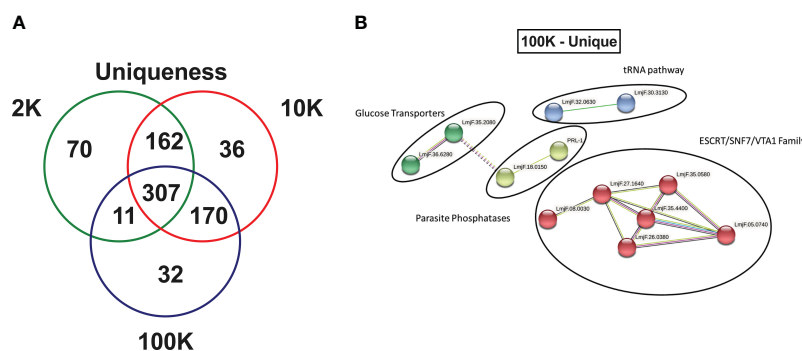 A
Uniqueness
2K
10K
70
162
36
307
11
170
32
100K
B
100K - Unique
tRNA pathway
LmjF.30.3130
LmjF.32.0630
Glucose Transporters
LmjF.35.2080
LmjF.36.6280
PRL-1
LmjF.18.0150
Parasite Phosphatases
ESCRT/SNF7/VTA1 Family
LmjF.27.1640
LmjF.35.0580
LmjF.08.0030
LmjF.35.4400
LmjF.05.0740
LmjF.26.0380